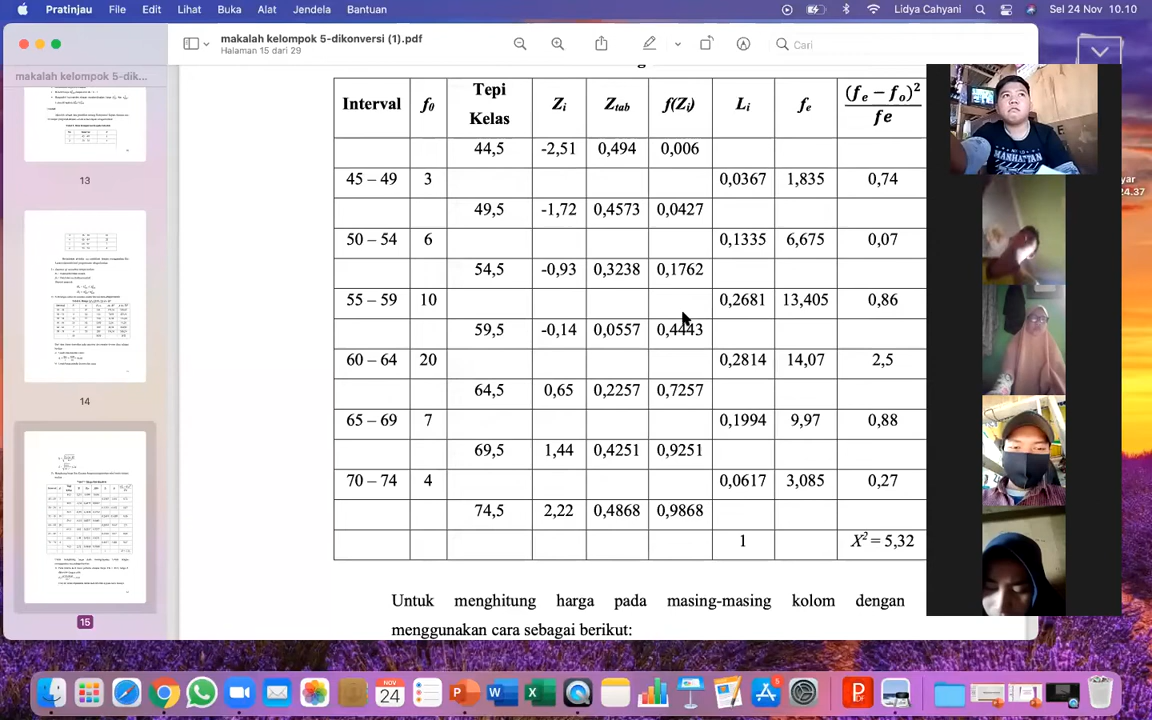 Pratinjau File Edit Lihat Buka Alat Jendela Bantuan Lidya Cahyani Sel 24 Nov 10.10
makalah kelompok 5-dikonversi (1).pdf
Halaman 15 dari 29
Cari
makalah kelompok 5-dik...
13
14
15
Interval f₀ Tepi Kelas Zᵢ Ztab f(Zᵢ) Lᵢ fₑ (fₑ − fₒ)² / fe
44,5 -2,51 0,494 0,006
45 – 49 3 0,0367 1,835 0,74
49,5 -1,72 0,4573 0,0427
50 – 54 6 0,1335 6,675 0,07
54,5 -0,93 0,3238 0,1762
55 – 59 10 0,2681 13,405 0,86
59,5 -0,14 0,0557 0,4443
60 – 64 20 0,2814 14,07 2,5
64,5 0,65 0,2257 0,7257
65 – 69 7 0,1994 9,97 0,88
69,5 1,44 0,4251 0,9251
70 – 74 4 0,0617 3,085 0,27
74,5 2,22 0,4868 0,9868
1 X² = 5,32
Untuk menghitung harga pada masing-masing kolom dengan
menggunakan cara sebagai berikut:
MANHATTAN
yar
24.37
NOV
24
5